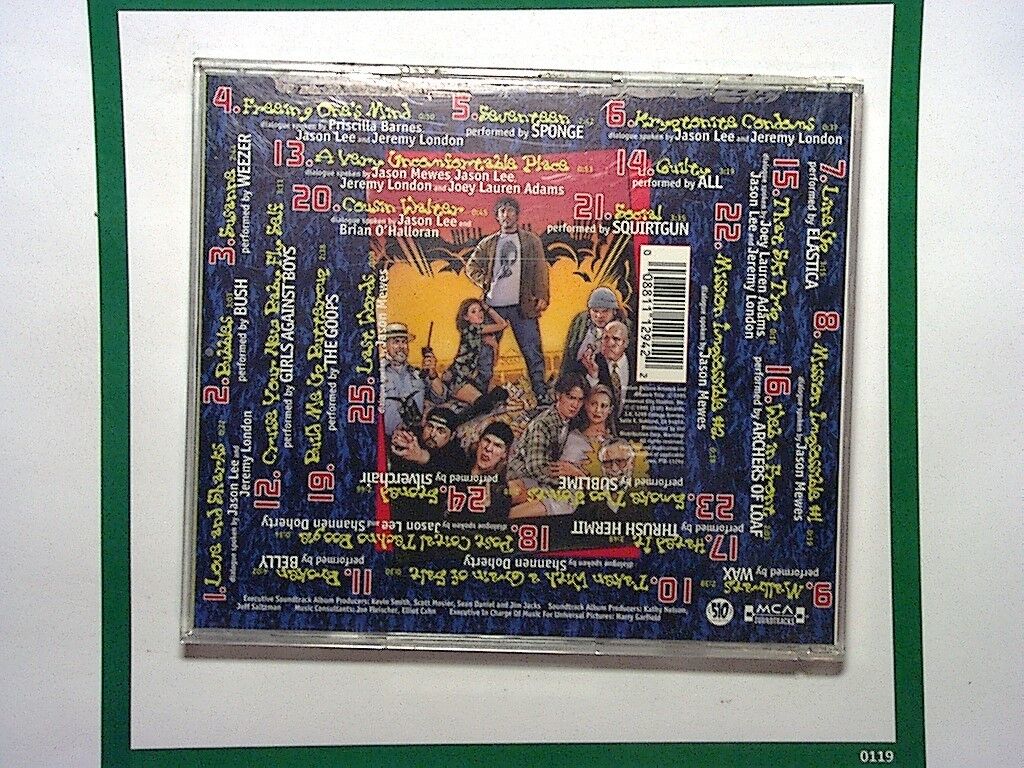 1. Love and Sharks
dialogue spoken by Jason Lee and
Jeremy London
2. Bubbles
performed by BUSH
3. Susanne
performed by WEEZER
4. Freeing One's Mind 0:50
dialogue spoken by Priscilla Barnes
Jason Lee and Jeremy London
5. Seventeen
performed by SPONGE
6. Kryptonite Condoms
dialogue spoken by Jason Lee and Jeremy London
7. Line Up
performed by ELASTICA
8. Mission Impossible #1
dialogue spoken by Jason Mewes
9. Mallrats
performed by WAX
10. Taken With a Grain of Salt
dialogue spoken by Shannen Doherty
11. Broken
performed by BELLY
12. Cruise Your New Baby Fly Self
performed by GIRLS AGAINST BOYS
13. A Very Uncomfortable Place 0:53
dialogue spoken by Jason Mewes, Jason Lee,
Jeremy London and Joey Lauren Adams
14. Guilty
performed by ALL
15. That Sky Trip
dialogue spoken by Joey Lauren Adams,
Jason Lee and Jeremy London
16. Web in Front
performed by ARCHERS OF LOAF
17. Hated It
performed by THRUSH HERMIT
18. Post Coital Techno Boogie
dialogue spoken by Jason Lee and Shannen Doherty
19. Build Me Up Buttercup
performed by THE GOOPS
20. Cousin Walter 0:45
dialogue spoken by Jason Lee and
Brian O'Halloran
21. Social
performed by SQUIRTGUN
22. Mission Impossible #2
dialogue spoken by Jason Mewes
23. Smoke Two Joints
performed by SUBLIME
24. Stoned
performed by silverchair
25. Last Words
dialogue spoken by Jason Mewes
0 08811 12942 2
Executive Soundtrack Album Producers: Kevin Smith, Scott Mosier, Sean Daniel and Jim Jacks Soundtrack Album Producers: Kathy Nelson,
Jeff Saltzman Music Consultants: Jon Fleischer, Elliot Cahn Executive In Charge Of Music For Universal Pictures: Harry Garfield
510
MCA
SOUNDTRACKS
0119